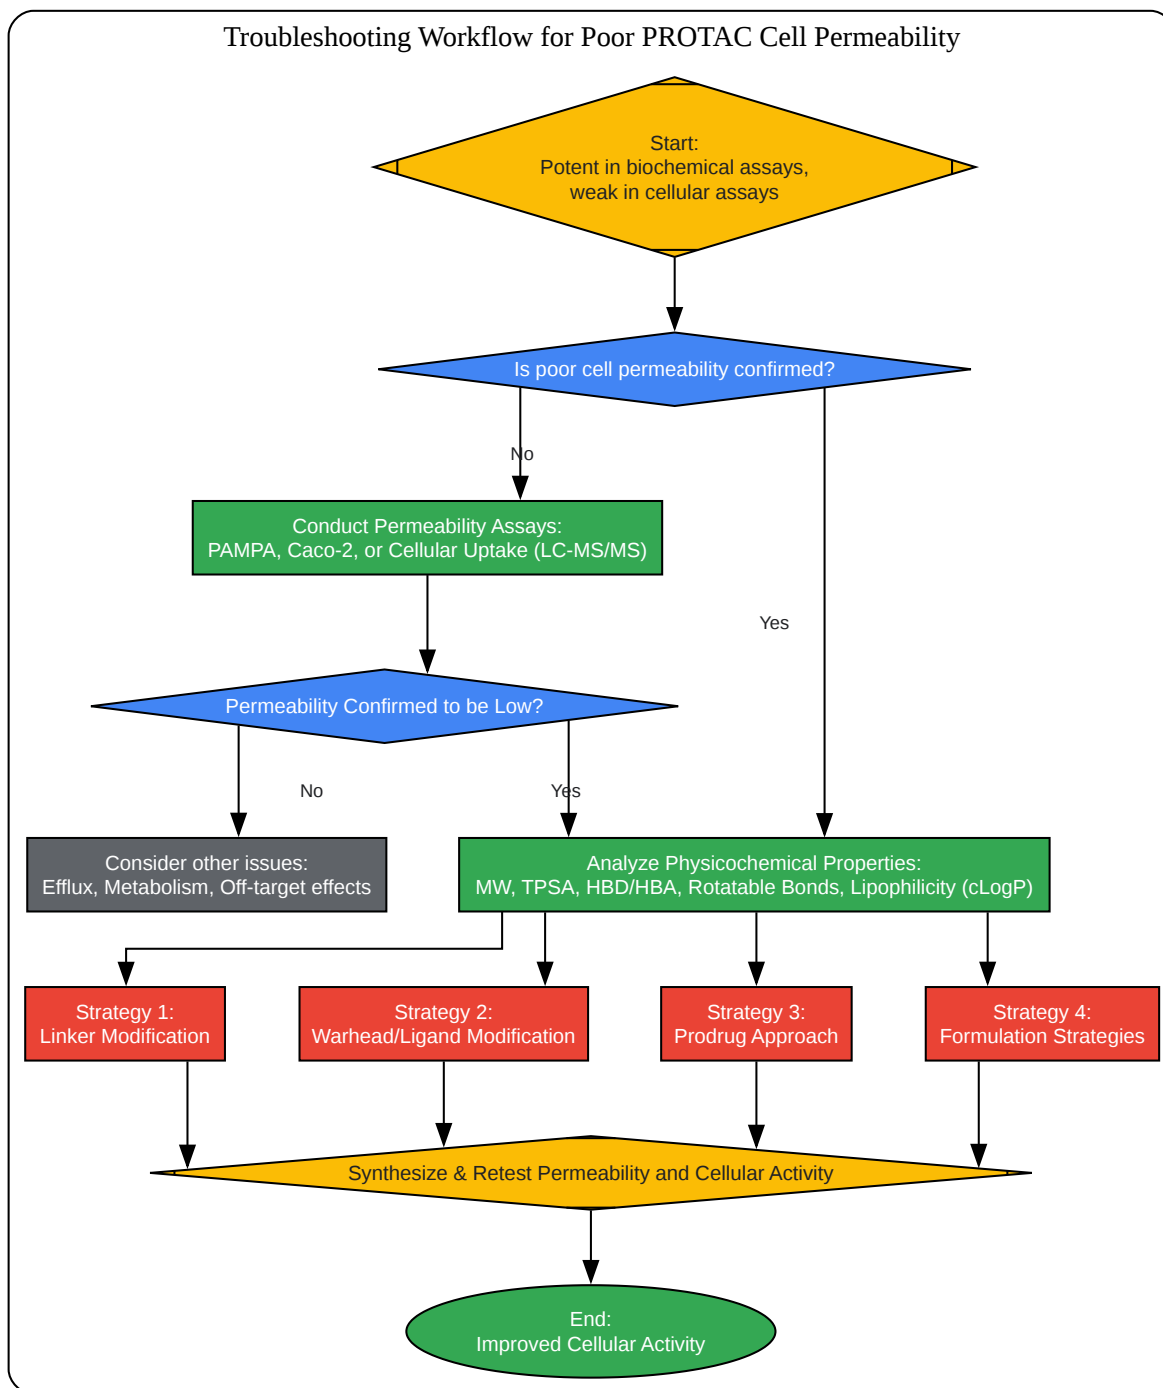 Troubleshooting Workflow for Poor PROTAC Cell Permeability
Start:
Potent in biochemical assays,
weak in cellular assays
Is poor cell permeability confirmed?
No
Conduct Permeability Assays:
PAMPA, Caco-2, or Cellular Uptake (LC-MS/MS)
Yes
Permeability Confirmed to be Low?
No
Yes
Consider other issues:
Efflux, Metabolism, Off-target effects
Analyze Physicochemical Properties:
MW, TPSA, HBD/HBA, Rotatable Bonds, Lipophilicity (cLogP)
Strategy 1:
Linker Modification
Strategy 2:
Warhead/Ligand Modification
Strategy 3:
Prodrug Approach
Strategy 4:
Formulation Strategies
Synthesize & Retest Permeability and Cellular Activity
End:
Improved Cellular Activity